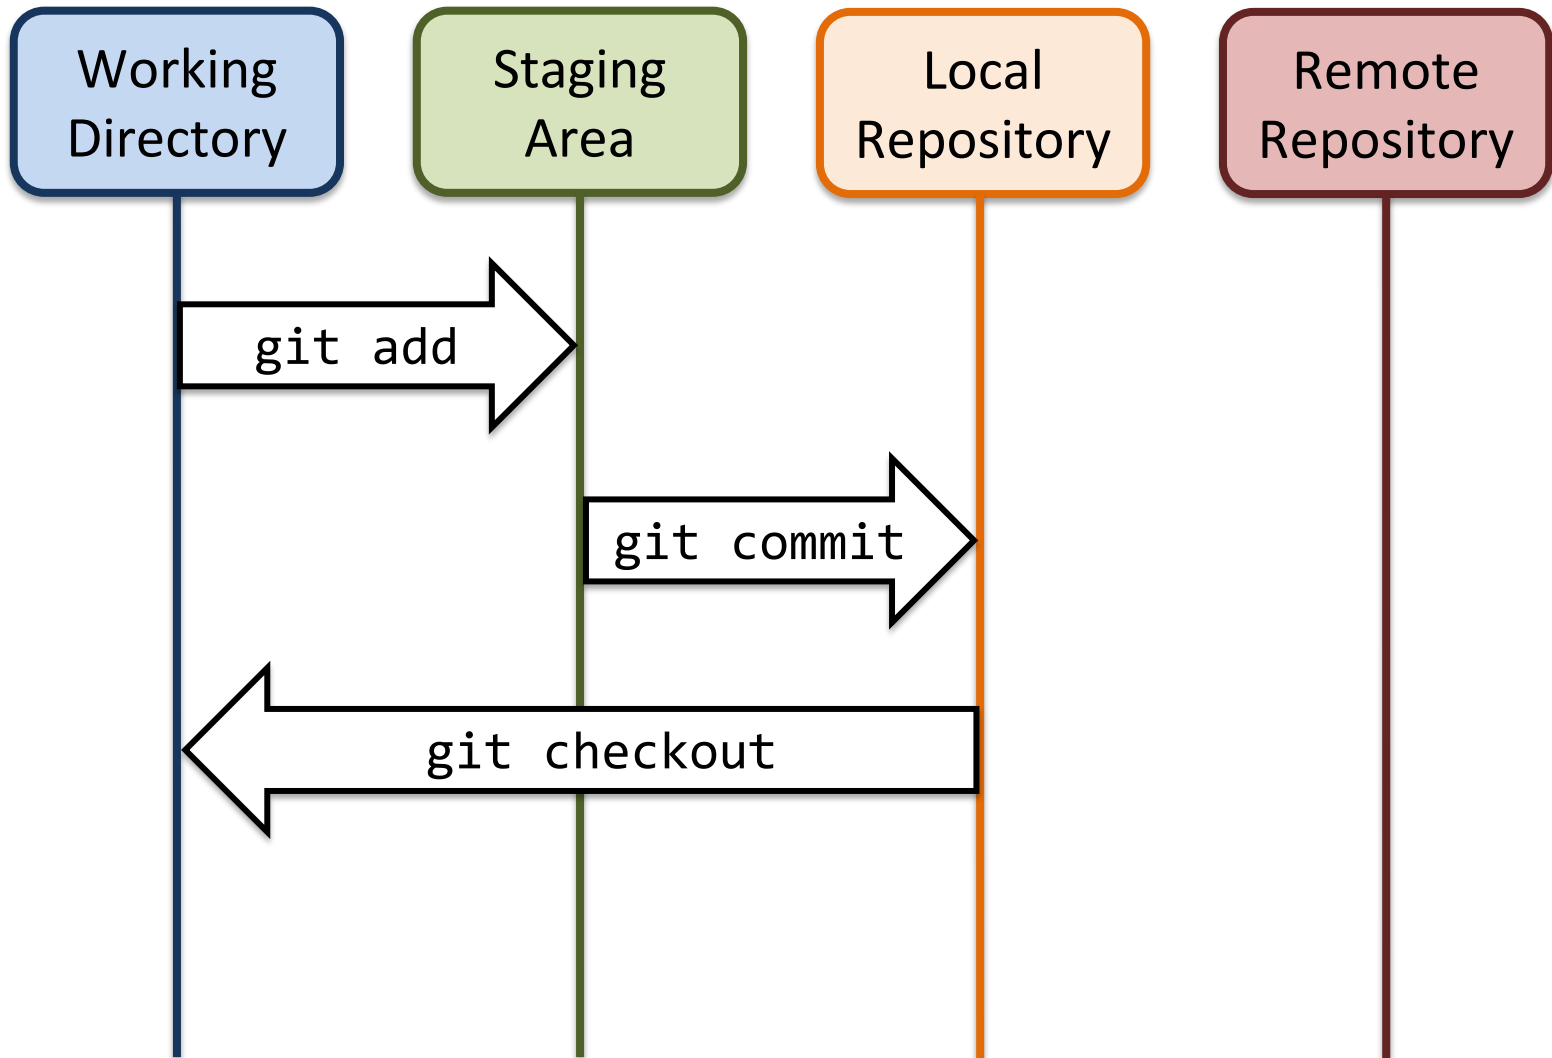 Working
Directory
Staging
Area
Local
Repository
Remote
Repository
git add
git commit
git checkout